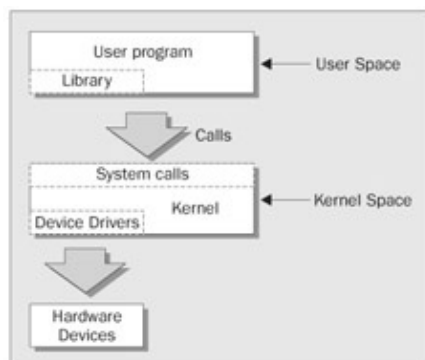 User program
Library
User Space
Calls
System calls
Kernel
Device Drivers
Kernel Space
Hardware
Devices